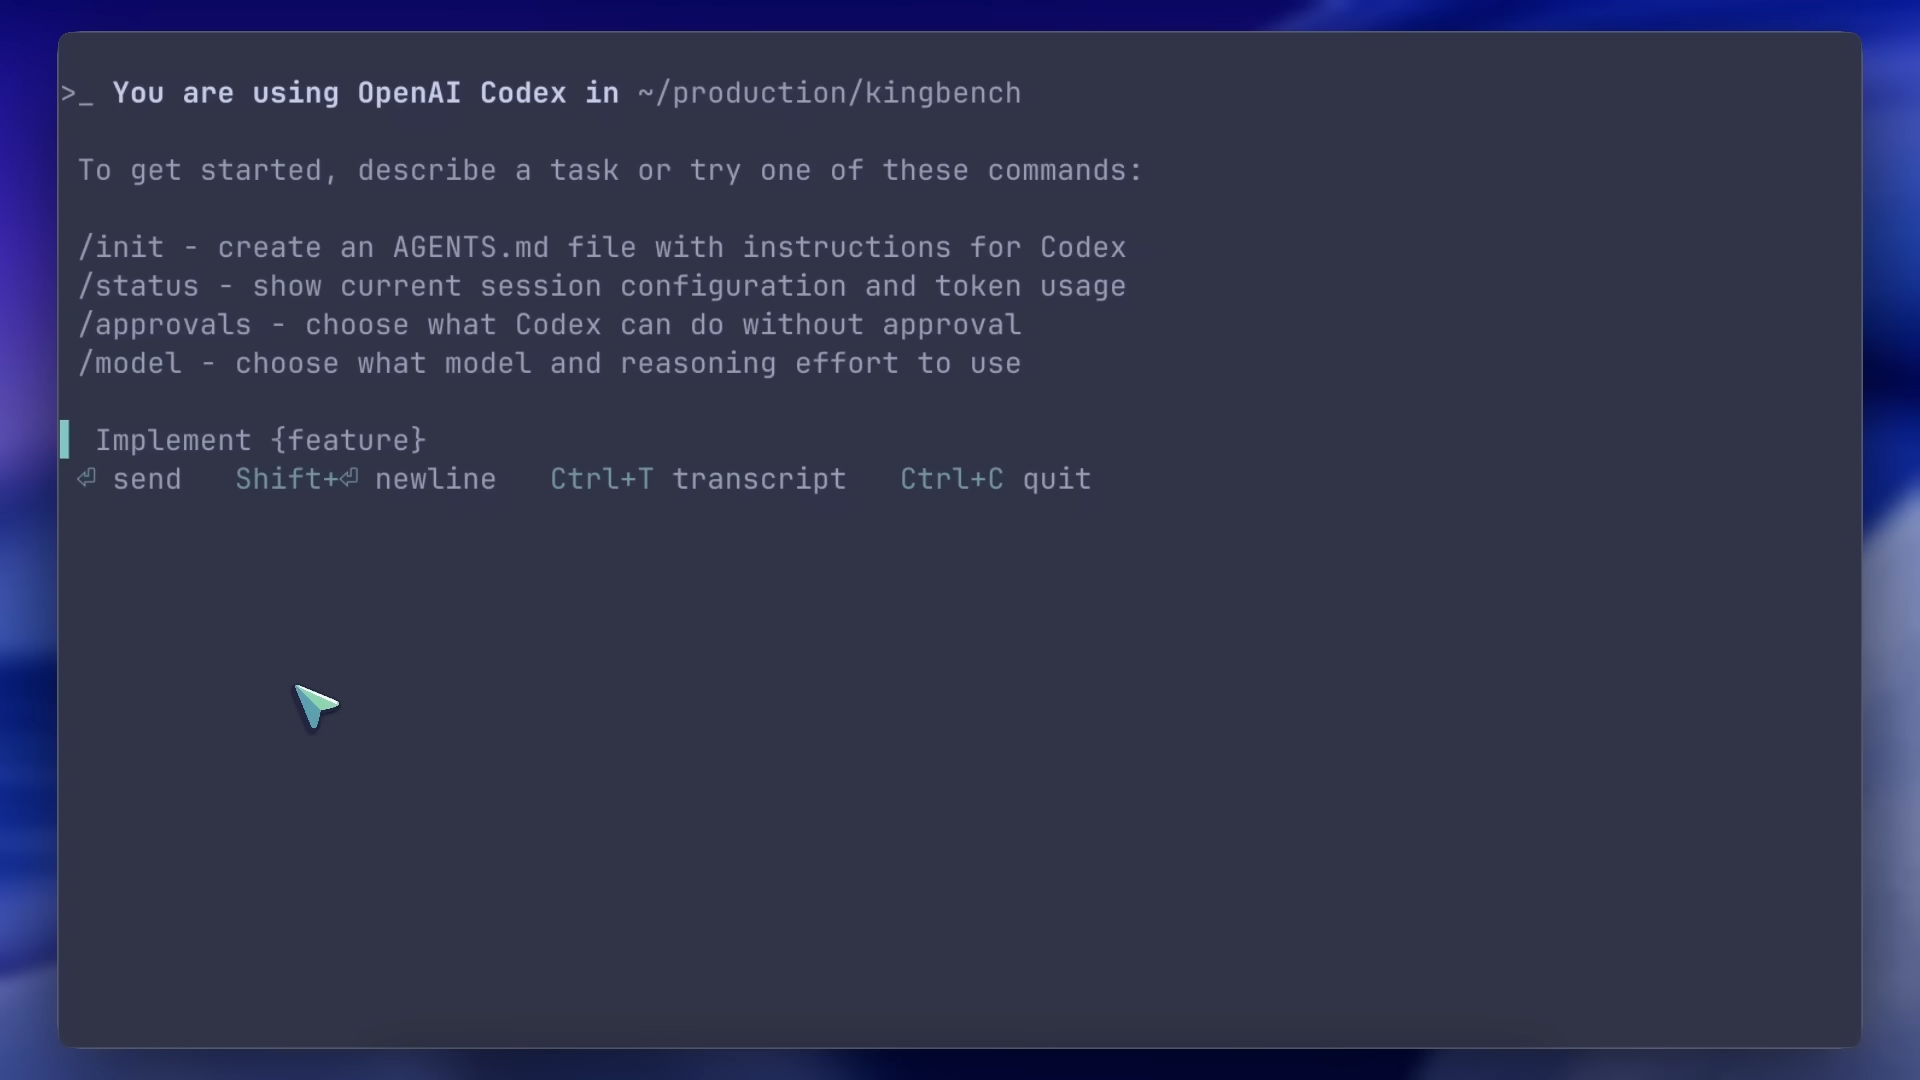 >_ You are using OpenAI Codex in ~/production/kingbench
To get started, describe a task or try one of these commands:
/init - create an AGENTS.md file with instructions for Codex
/status - show current session configuration and token usage
/approvals - choose what Codex can do without approval
/model - choose what model and reasoning effort to use
Implement {feature}
⏎ send   Shift+⏎ newline   Ctrl+T transcript   Ctrl+C quit